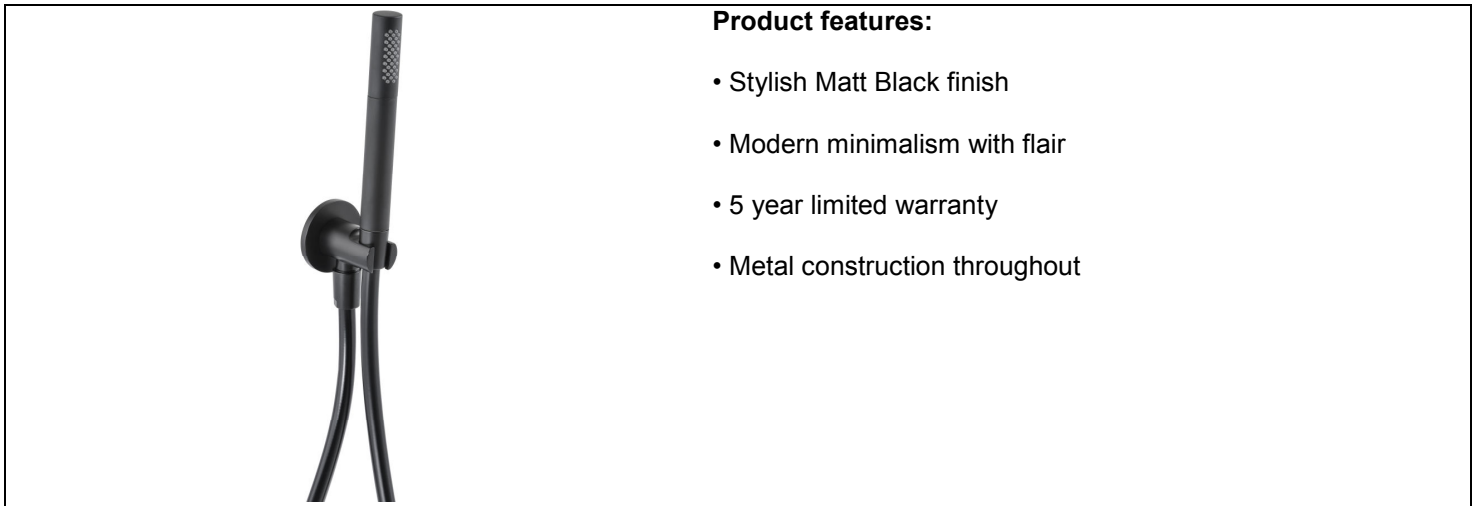 Product features:
• Stylish Matt Black finish
• Modern minimalism with flair
• 5 year limited warranty
• Metal construction throughout